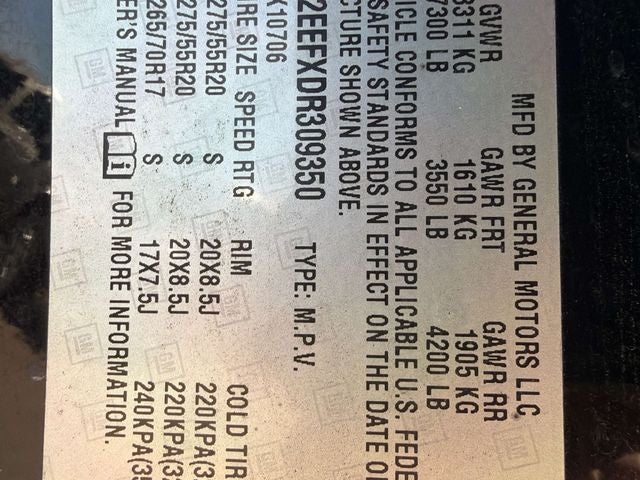 MFD BY GENERAL MOTORS LLC
GVWR GAWR FRT GAWR RR
3311 KG 1610 KG 1905 KG
7300 LB 3550 LB 4200 LB
ICLE CONFORMS TO ALL APPLICABLE U.S. FEDE
SAFETY STANDARDS IN EFFECT ON THE DATE O
CTURE SHOWN ABOVE.
2EEFXDR309350 TYPE: M.P.V.
K10706
IRE SIZE SPEED RTG RIM COLD TIR
275/55R20 S 20X8.5J 220KPA(3
275/55R20 S 20X8.5J 220KPA(3
265/70R17 S 17X7.5J 240KPA(35
ER'S MANUAL i FOR MORE INFORMATION.
GM